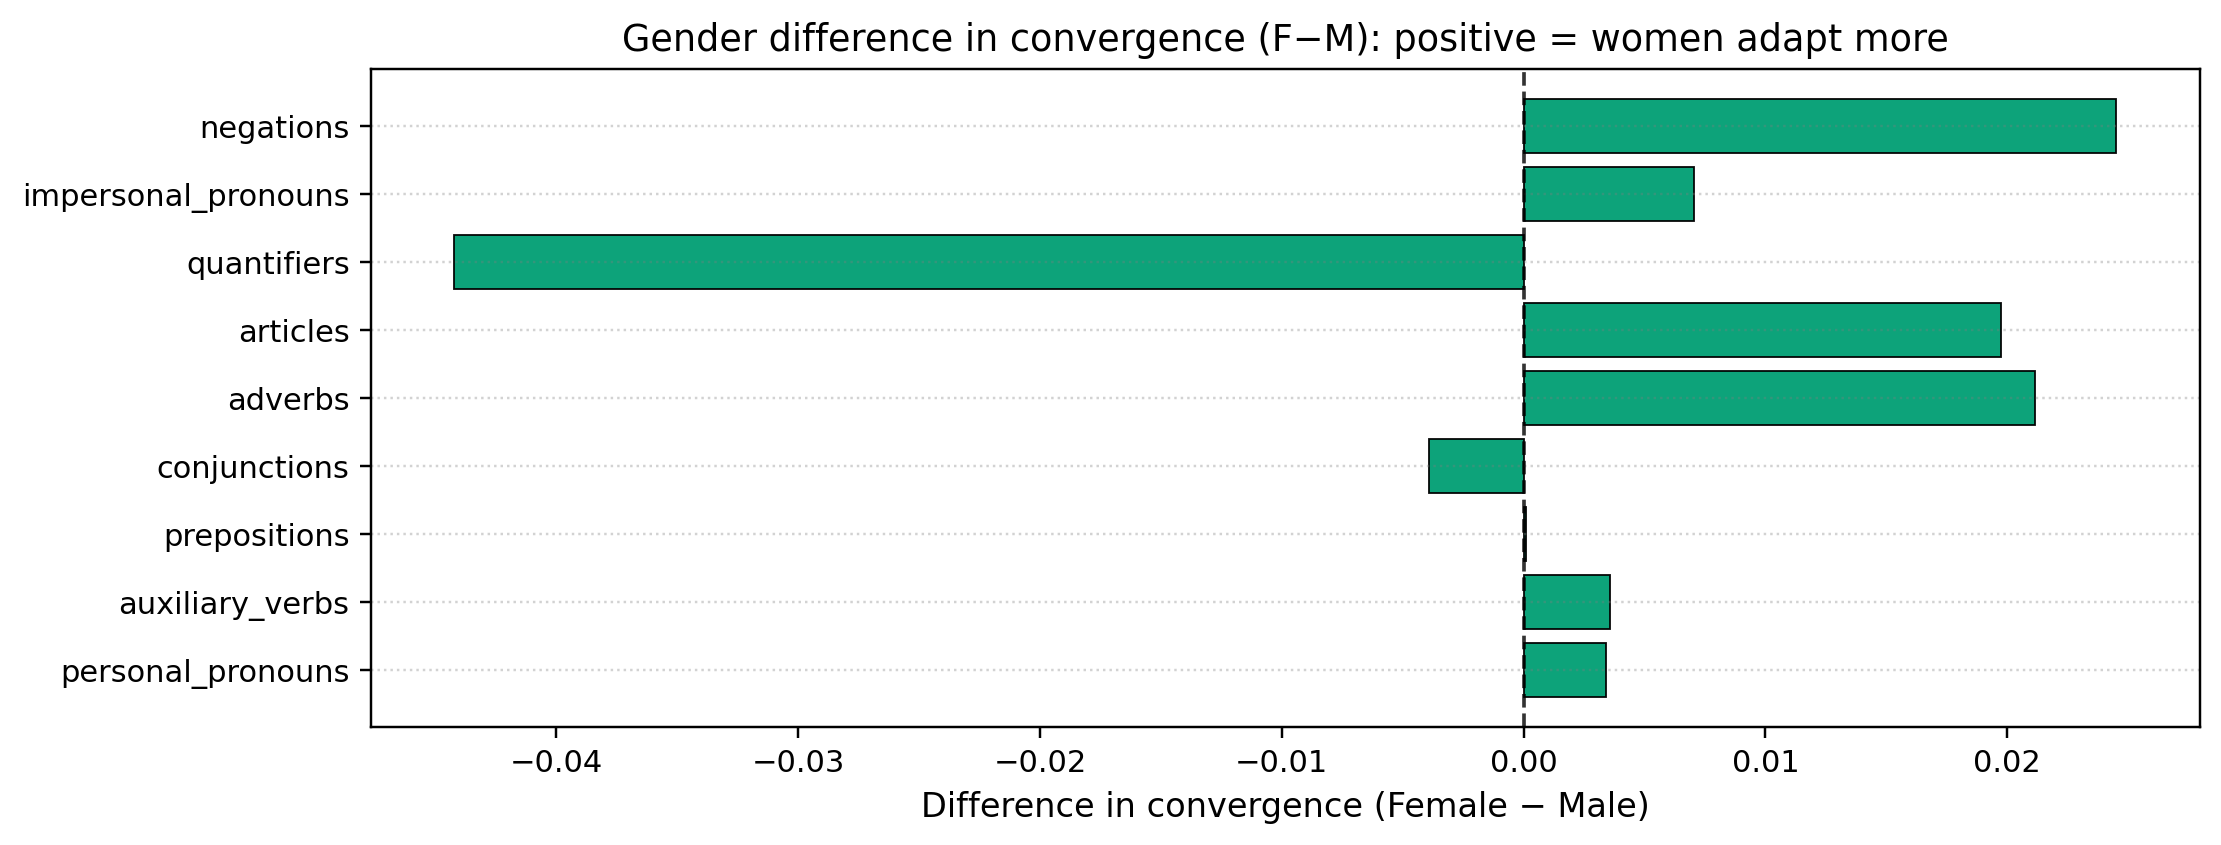 Gender difference in convergence (F−M): positive = women adapt more
negations
impersonal_pronouns
quantifiers
articles
adverbs
conjunctions
prepositions
auxiliary_verbs
personal_pronouns
−0.04 −0.03 −0.02 −0.01 0.00 0.01 0.02
Difference in convergence (Female − Male)